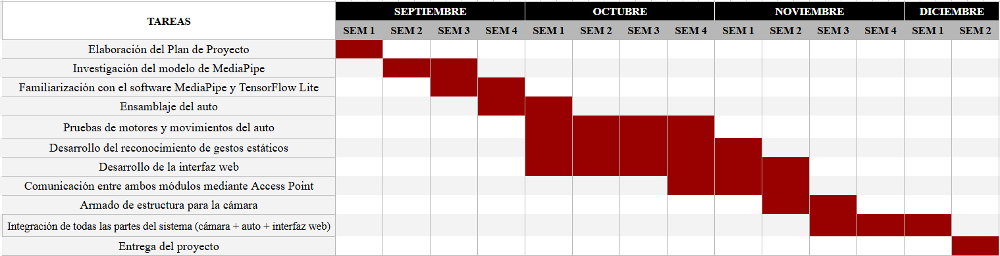 TAREAS
SEPTIEMBRE OCTUBRE NOVIEMBRE DICIEMBRE
SEM 1 SEM 2 SEM 3 SEM 4 SEM 1 SEM 2 SEM 3 SEM 4 SEM 1 SEM 2 SEM 3 SEM 4 SEM 1 SEM 2
Elaboración del Plan de Proyecto
Investigación del modelo de MediaPipe
Familiarización con el software MediaPipe y TensorFlow Lite
Ensamblaje del auto
Pruebas de motores y movimientos del auto
Desarrollo del reconocimiento de gestos estáticos
Desarrollo de la interfaz web
Comunicación entre ambos módulos mediante Access Point
Armado de estructura para la cámara
Integración de todas las partes del sistema (cámara + auto + interfaz web)
Entrega del proyecto